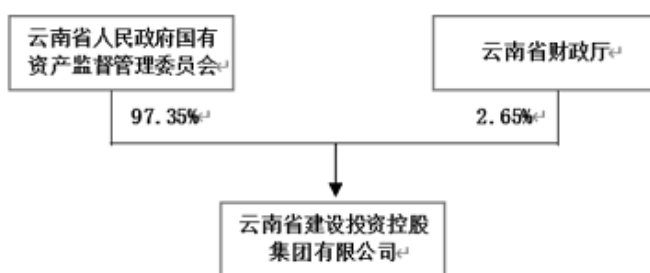 云南省人民政府国有
资产监督管理委员会
云南省财政厅
97.35%
2.65%
云南省建设投资控股
集团有限公司